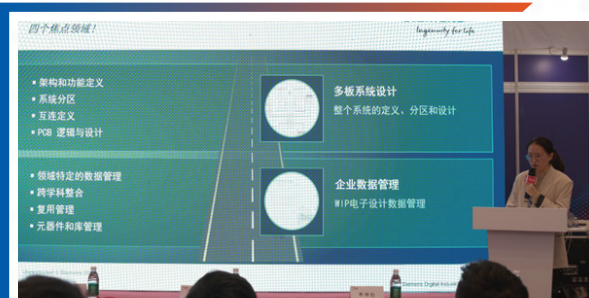 四个焦点领域!
Ingenuity for life
▪ 架构和功能定义
▪ 系统分区
▪ 互连定义
▪ PCB 逻辑与设计
多板系统设计
整个系统的定义、分区和设计
▪ 领域特定的数据管理
▪ 跨学科整合
▪ 复用管理
▪ 元器件和库管理
企业数据管理
WIP电子设计数据管理
Siemens Digital Indus